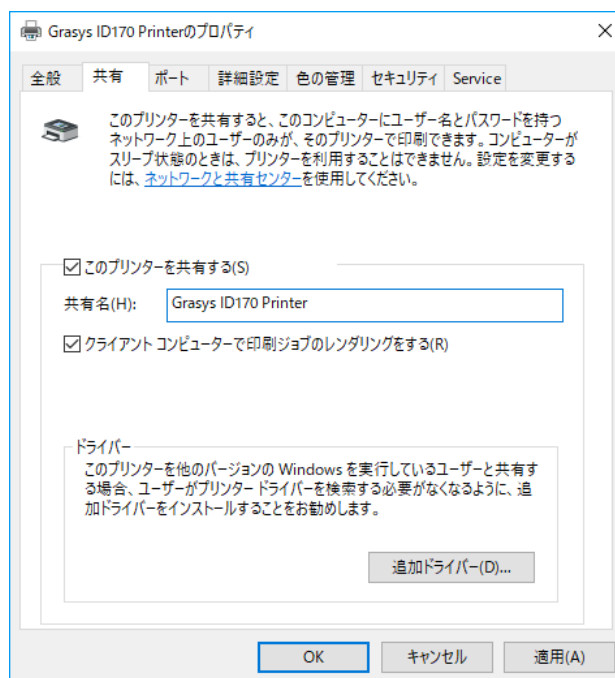 Grasys ID170 Printerのプロパティ
全般 共有 ポート 詳細設定 色の管理 セキュリティ Service
このプリンターを共有すると、このコンピューターにユーザー名とパスワードを持つ
ネットワーク上のユーザーのみが、そのプリンターで印刷できます。コンピューターが
スリープ状態のときは、プリンターを利用することはできません。設定を変更する
には、ネットワークと共有センターを使用してください。
このプリンターを共有する(S)
共有名(H): Grasys ID170 Printer
クライアント コンピューターで印刷ジョブのレンダリングをする(R)
ドライバー
このプリンターを他のバージョンの Windows を実行しているユーザーと共有す
る場合、ユーザーがプリンター ドライバーを検索する必要がなくなるように、追
加ドライバーをインストールすることをお勧めします。
追加ドライバー(D)...
OK キャンセル 適用(A)